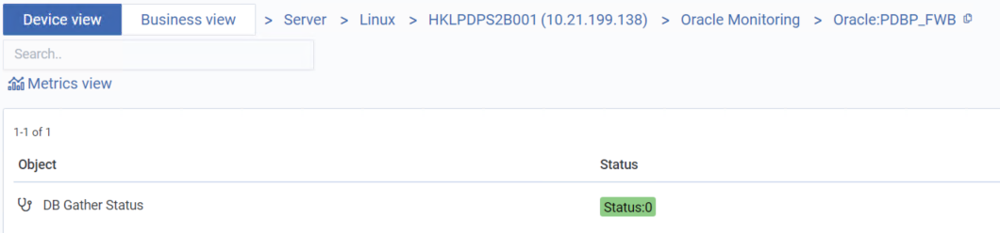 Device view Business view > Server > Linux > HKLPDPS2B001 (10.21.199.138) > Oracle Monitoring > Oracle:PDBP_FWB
Search..
Metrics view
1-1 of 1
Object Status
DB Gather Status Status:0